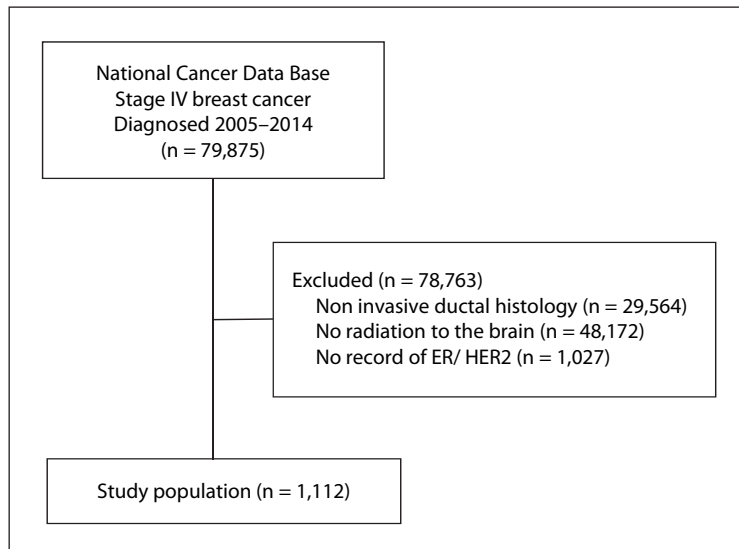 National Cancer Data Base
Stage IV breast cancer
Diagnosed 2005–2014
(n = 79,875)
Excluded (n = 78,763)
Non invasive ductal histology (n = 29,564)
No radiation to the brain (n = 48,172)
No record of ER/ HER2 (n = 1,027)
Study population (n = 1,112)